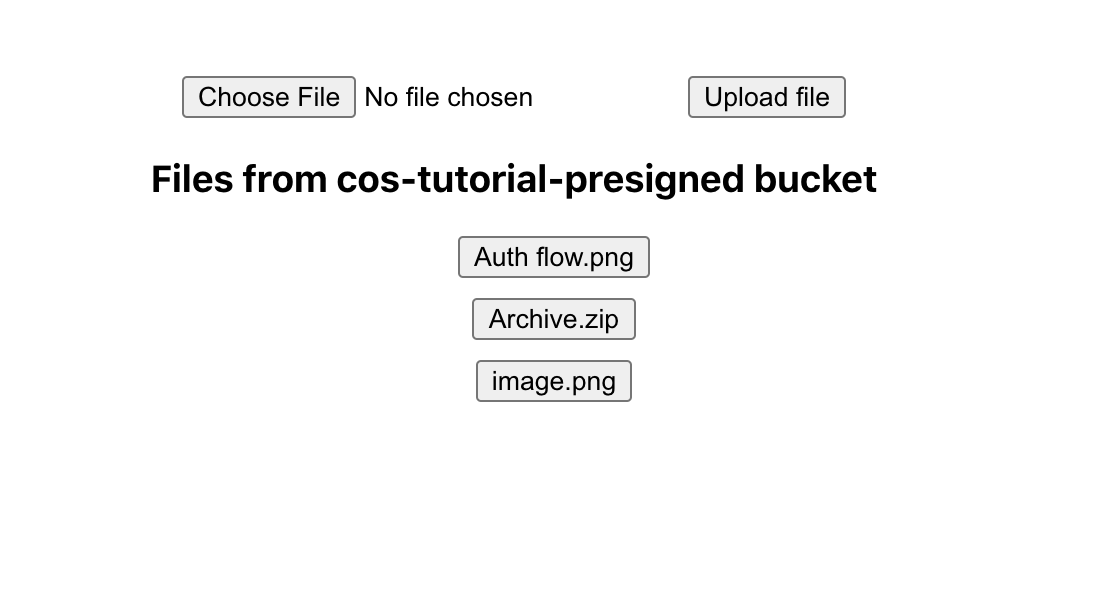 Choose File No file chosen Upload file
Files from cos-tutorial-presigned bucket
Auth flow.png
Archive.zip
image.png